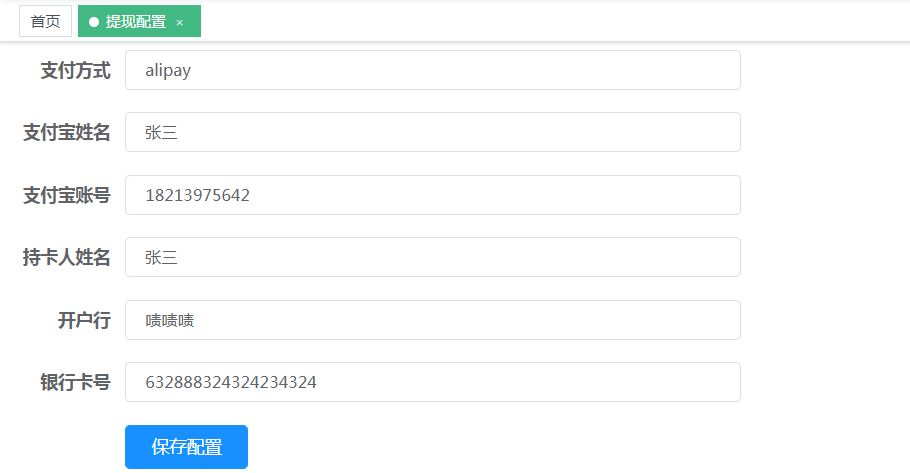 首页 提现配置 ×
支付方式 alipay
支付宝姓名 张三
支付宝账号 18213975642
持卡人姓名 张三
开户行 啧啧啧
银行卡号 632888324324234324
保存配置